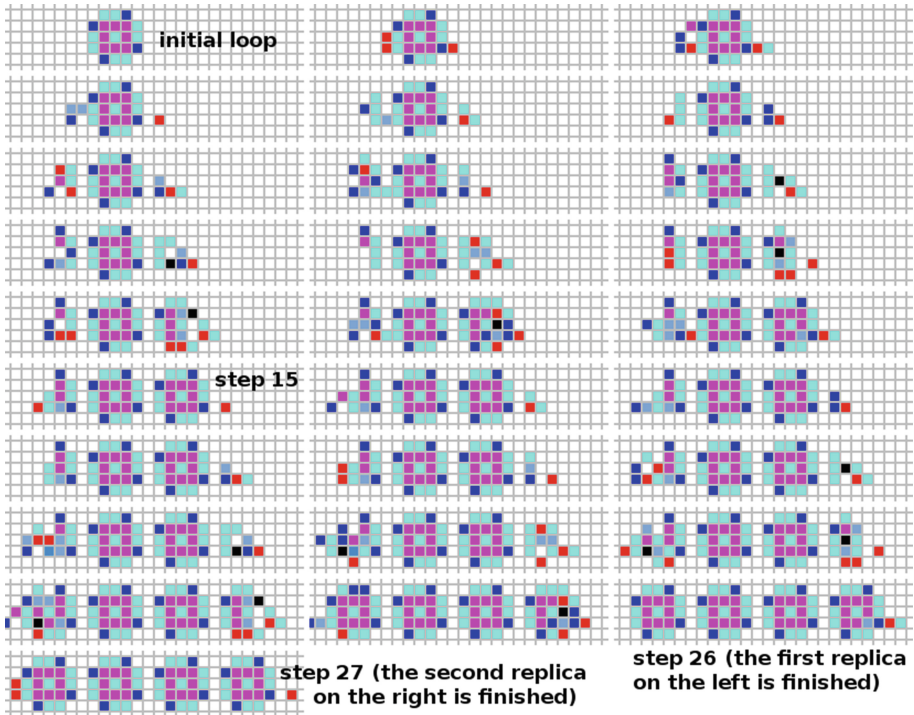 initial loop
step 15
step 27 (the second replica
on the right is finished)
step 26 (the first replica
on the left is finished)